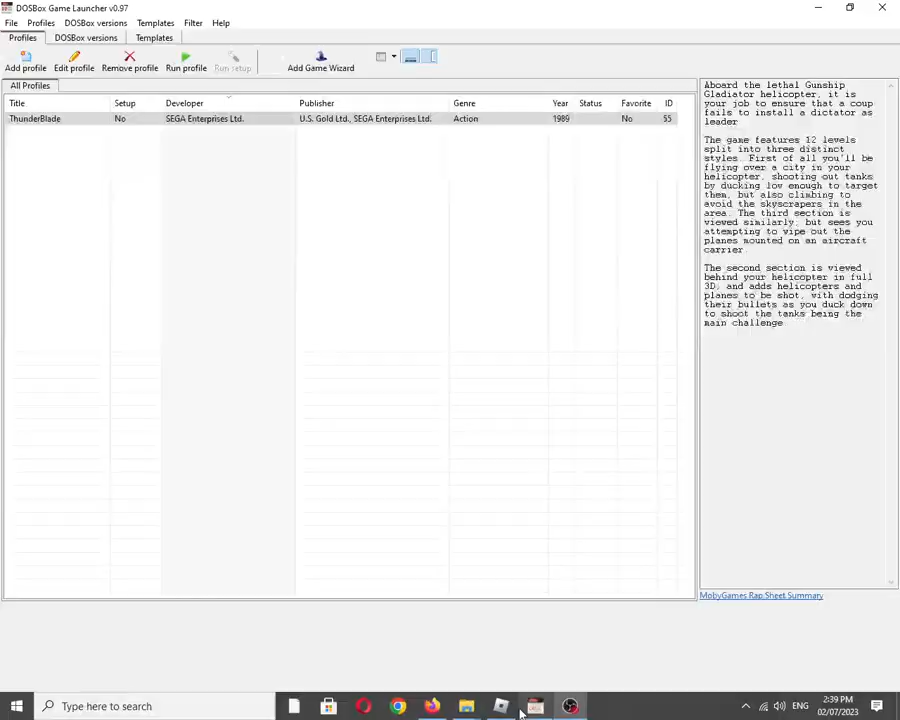 DOSBox Game Launcher v0.97
File Profiles DOSBox versions Templates Filter Help
Profiles DOSBox versions Templates
Add profile Edit profile Remove profile Run profile Run setup Add Game Wizard
All Profiles
Title Setup Developer Publisher Genre Year Status Favorite ID
ThunderBlade No SEGA Enterprises Ltd. U.S. Gold Ltd., SEGA Enterprises Ltd. Action 1989 No 55
Aboard the lethal Gunship
Gladiator helicopter, it is
your job to ensure that a coup
fails to install a dictator as
leader
The game features 12 levels
split into three distinct
styles. First of all you'll be
flying over a city in your
helicopter, shooting out tanks
by ducking low enough to target
them, but also climbing to
avoid the skyscrapers in the
area. The third section is
viewed similarly, but sees you
attempting to wipe out the
planes mounted on an aircraft
carrier
The second section is viewed
behind your helicopter in full
3D, and adds helicopters and
planes to be shot, with dodging
their bullets as you duck down
to shoot the tanks being the
main challenge
MobyGames Rap Sheet Summary
Type here to search
ENG
2:39 PM
02/07/2023